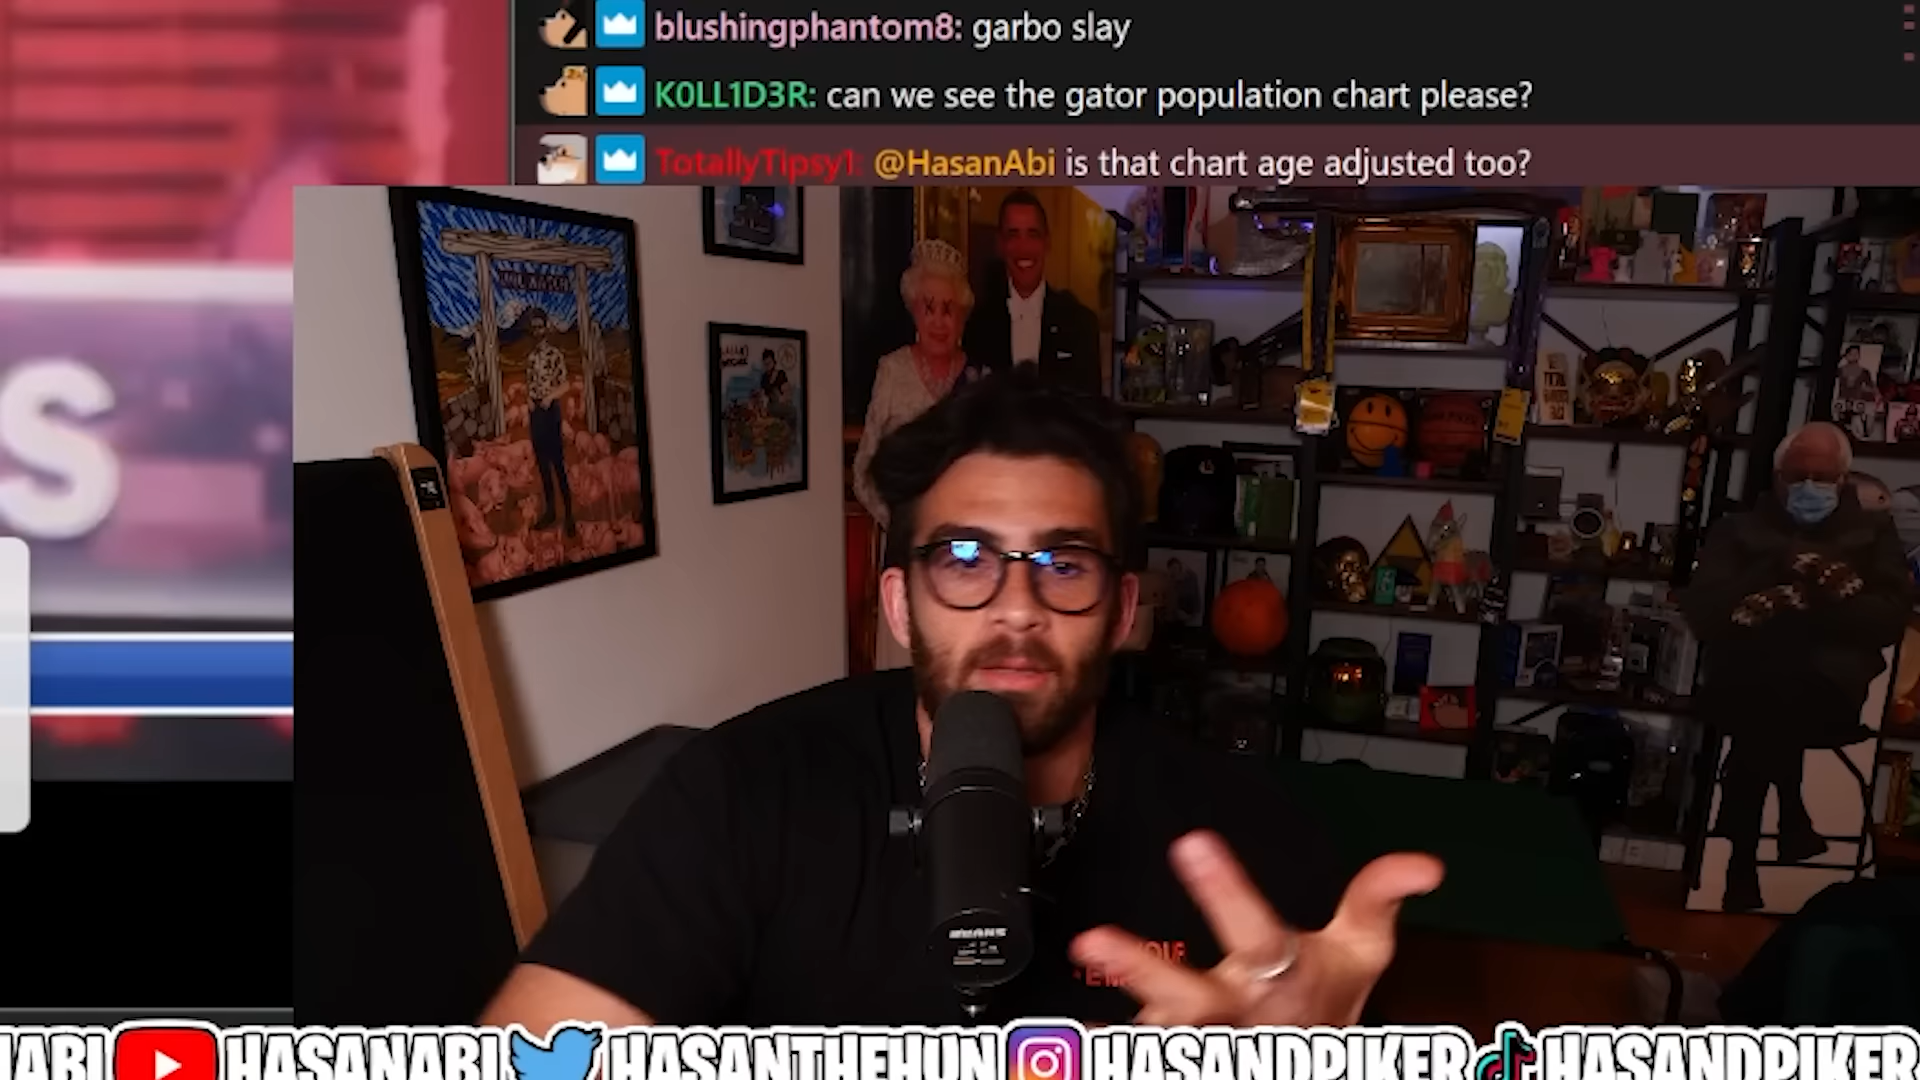 blushingphantom8: garbo slay
K0LL1D3R: can we see the gator population chart please?
TotallyTipsy1: @HasanAbi is that chart age adjusted too?
S
NABI HASANABI HASANTHEHUN HASANDPIKER HASANDPIKER